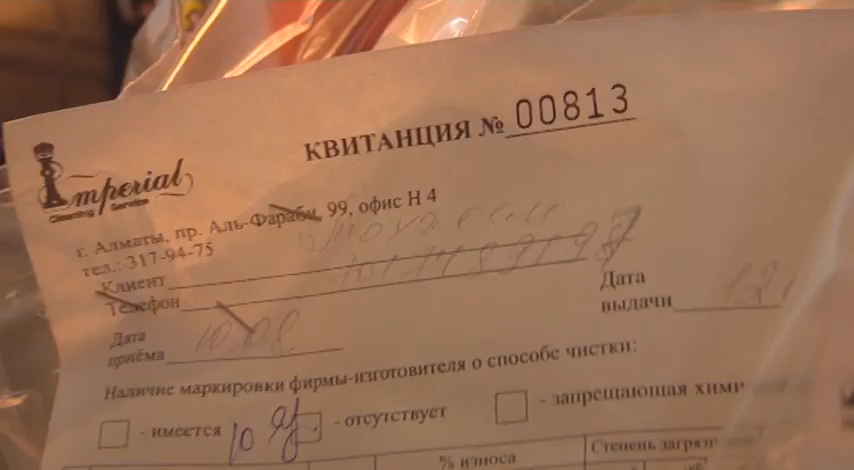 КВИТАНЦИЯ № 00813
Imperial
Cleaning Service
г. Алматы, пр. Аль-Фараби, 99, офис Н 4
тел.: 317-94-75
Клиент
Телефон
Дата выдачи 12.
Дата приёма 10.08.
Наличие маркировки фирмы-изготовителя о способе чистки:
- имеется 10 - отсутствует - запрещающая хим
% износа Степень загряз